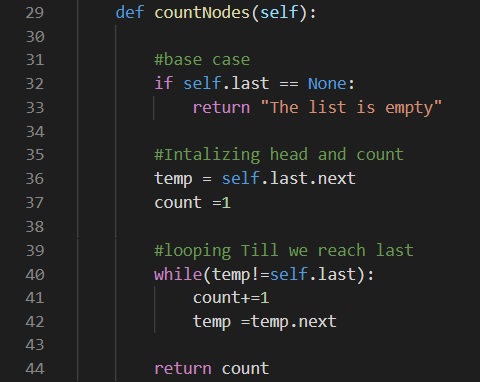 29 def countNodes(self):
30
31 #base case
32 if self.last == None:
33 return "The list is empty"
34
35 #Intalizing head and count
36 temp = self.last.next
37 count =1
38
39 #looping Till we reach last
40 while(temp!=self.last):
41 count+=1
42 temp =temp.next
43
44 return count